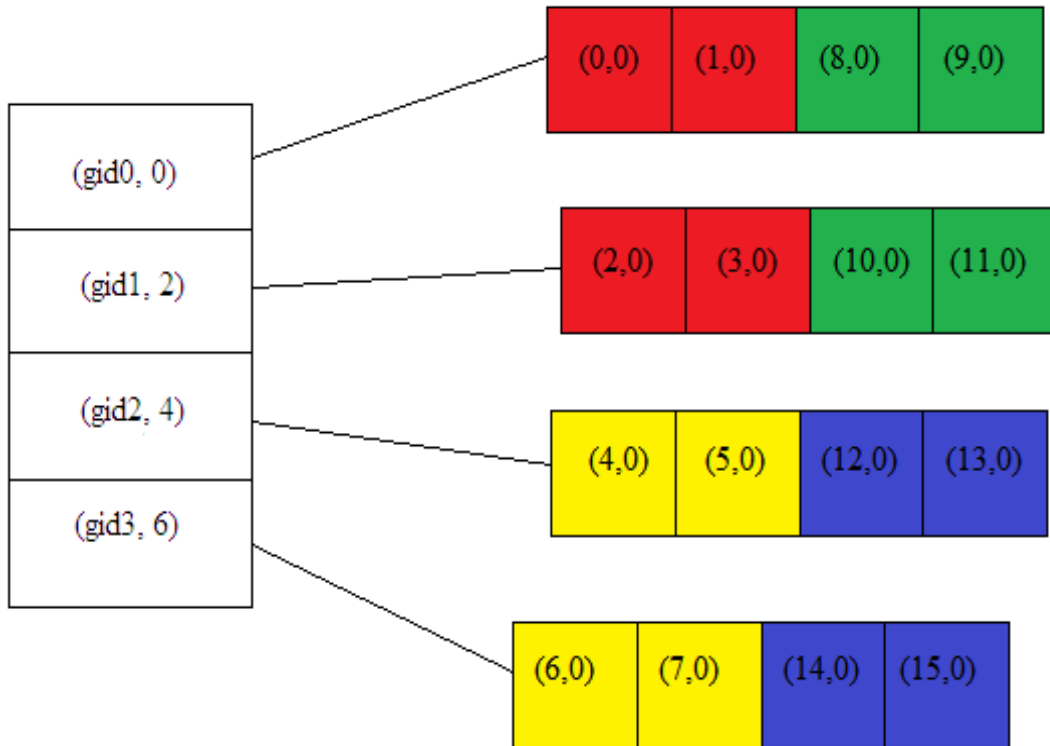 (0,0) (1,0) (8,0) (9,0)
(gid0, 0)
(2,0) (3,0) (10,0) (11,0)
(gid1, 2)
(gid2, 4)
(4,0) (5,0) (12,0) (13,0)
(gid3, 6)
(6,0) (7,0) (14,0) (15,0)